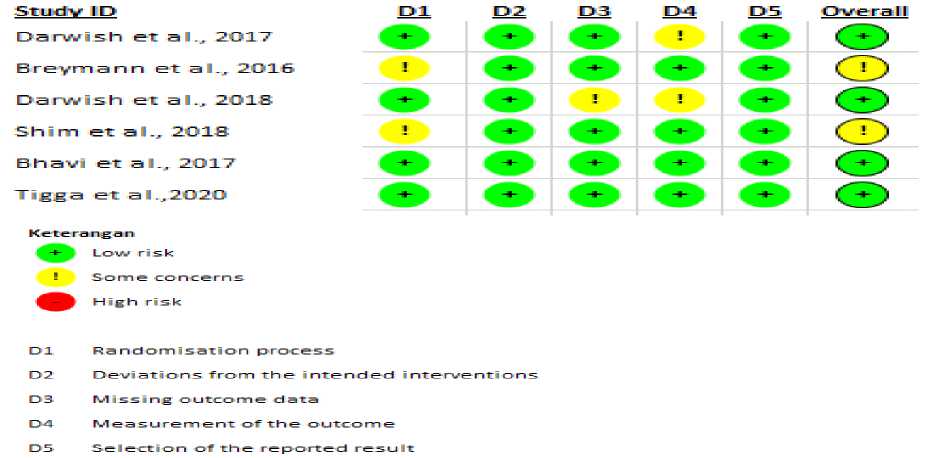 Study ID D1 D2 D3 D4 D5 Overall
Darwish et al., 2017 + + + ! + +
Breymann et al., 2016 ! + + + + !
Darwish et al., 2018 + + ! ! + +
Shim et al., 2018 ! + + + + !
Bhavi et al., 2017 + + + + + +
Tigga et al.,2020 + + + + + +
Keterangan
+ Low risk
! Some concerns
- High risk
D1 Randomisation process
D2 Deviations from the intended interventions
D3 Missing outcome data
D4 Measurement of the outcome
D5 Selection of the reported result